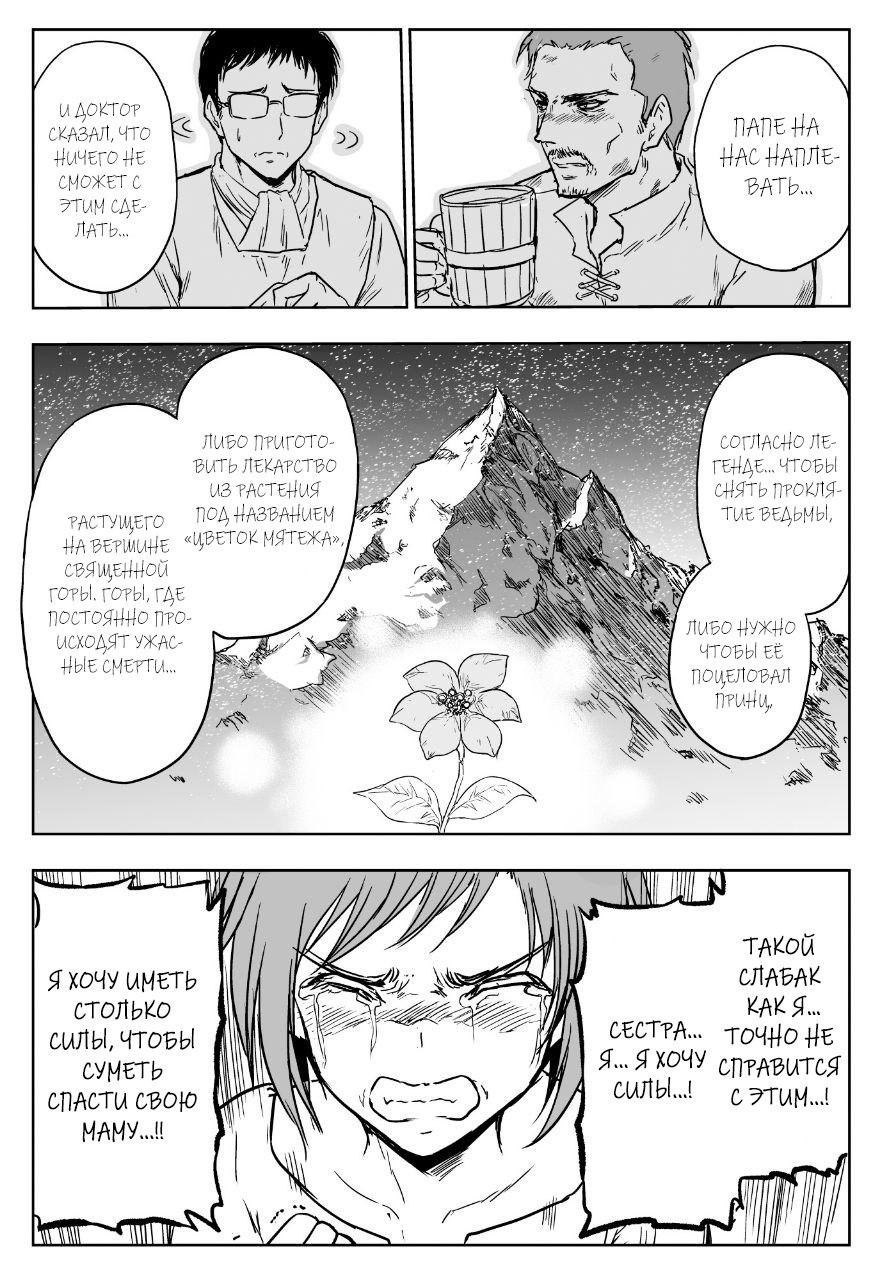 ПАПЕ НА
НАС НАПЛЕ-
ВАТЬ...
И ДОКТОР
СКАЗАЛ, ЧТО
НИЧЕГО НЕ
СМОЖЕТ С
ЭТИМ СДЕ-
ЛАТЬ...
СОГЛАСНО ЛЕ-
ГЕНДЕ... ЧТОБЫ
СНЯТЬ ПРОКЛЯ-
ТИЕ ВЕДЬМЫ,
ЛИБО НУЖНО
ЧТОБЫ ЕЁ
ПОЦЕЛОВАЛ
ПРИНЦ,
ЛИБО ПРИГОТО-
ВИТЬ ЛЕКАРСТВО
ИЗ РАСТЕНИЯ
ПОД НАЗВАНИЕМ
«ЦВЕТОК МЯТЕЖА»,
РАСТУЩЕГО
НА ВЕРШИНЕ
СВЯЩЕННОЙ
ГОРЫ. ГОРЫ, ГДЕ
ПОСТОЯННО ПРО-
ИСХОДЯТ УЖАС-
НЫЕ СМЕРТИ...
ТАКОЙ
СЛАБАК
КАК Я...
ТОЧНО НЕ
СПРАВИТСЯ
С ЭТИМ...!
СЕСТРА...
Я... Я ХОЧУ
СИЛЫ...!
Я ХОЧУ ИМЕТЬ
СТОЛЬКО
СИЛЫ, ЧТОБЫ
СУМЕТЬ
СПАСТИ СВОЮ
МАМУ...!!